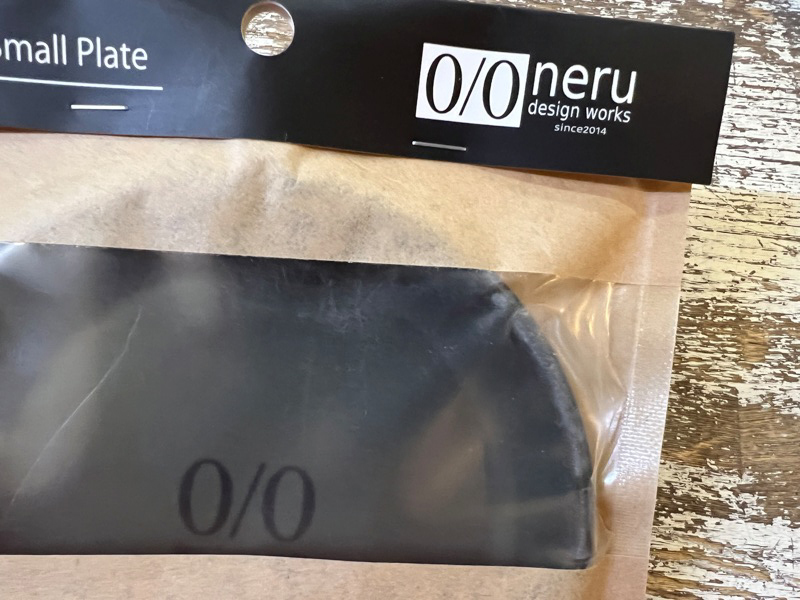 Small Plate
0/0 neru
design works
since2014
0/0